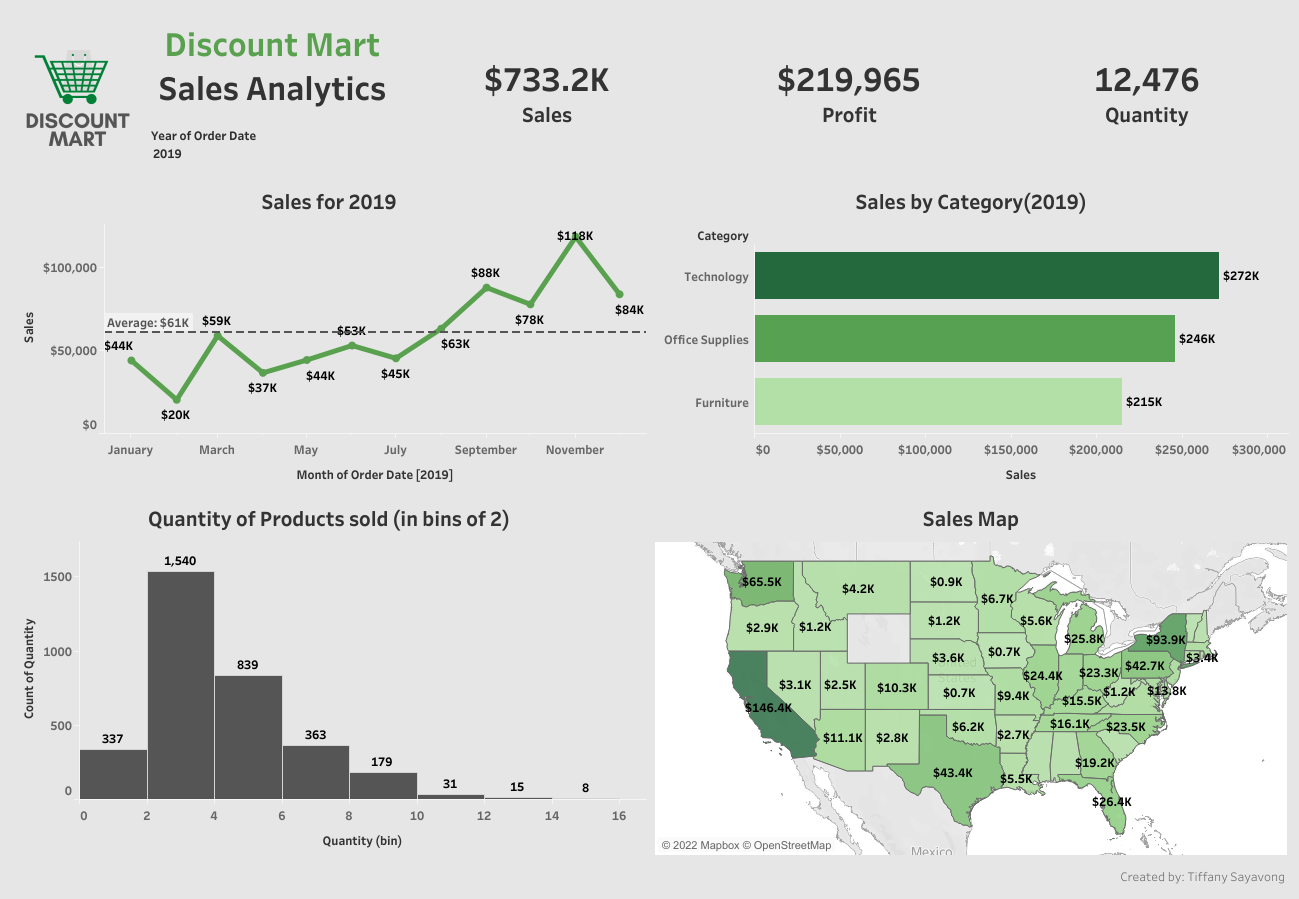 Discount Mart
Sales Analytics
DISCOUNT
MART
Year of Order Date
2019
$733.2K
Sales
$219,965
Profit
12,476
Quantity
Sales for 2019
Sales
$100,000
$50,000
$0
Average: $61K
$44K
$20K
$59K
$37K
$44K
$53K
$45K
$63K
$88K
$78K
$118K
$84K
January
March
May
July
September
November
Month of Order Date [2019]
Sales by Category(2019)
Category
Technology
$272K
Office Supplies
$246K
Furniture
$215K
$0
$50,000
$100,000
$150,000
$200,000
$250,000
$300,000
Sales
Quantity of Products sold (in bins of 2)
Count of Quantity
1500
1000
500
0
337
1,540
839
363
179
31
15
8
0
2
4
6
8
10
12
14
16
Quantity (bin)
Sales Map
$65.5K
$4.2K
$0.9K
$6.7K
$2.9K
$1.2K
$1.2K
$5.6K
$25.8K
$93.9K
$3.4K
$3.6K
$0.7K
$42.7K
$3.1K
$2.5K
$10.3K
$0.7K
$9.4K
$24.4K
$23.3K
$1.2K
$13.8K
$15.5K
$146.4K
$11.1K
$2.8K
$6.2K
$2.7K
$16.1K
$23.5K
$43.4K
$5.5K
$19.2K
$26.4K
United
States
Mexico
© 2022 Mapbox © OpenStreetMap
Created by: Tiffany Sayavong